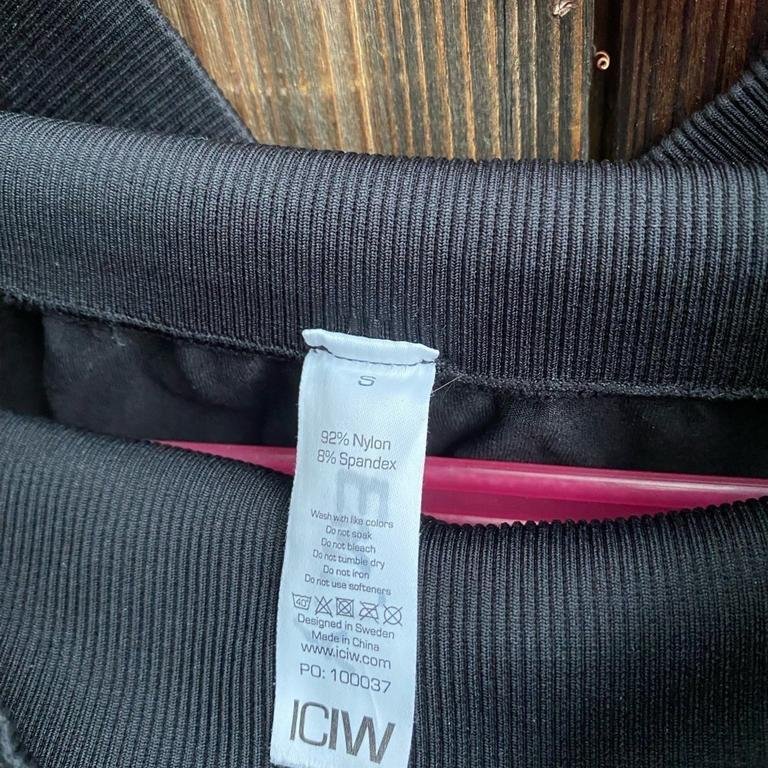 S
92% Nylon
8% Spandex
Wash with like colors
Do not soak
Do not bleach
Do not tumble dry
Do not iron
Do not use softeners
40°
Designed in Sweden
Made in China
www.iciw.com
PO: 100037
ICIW